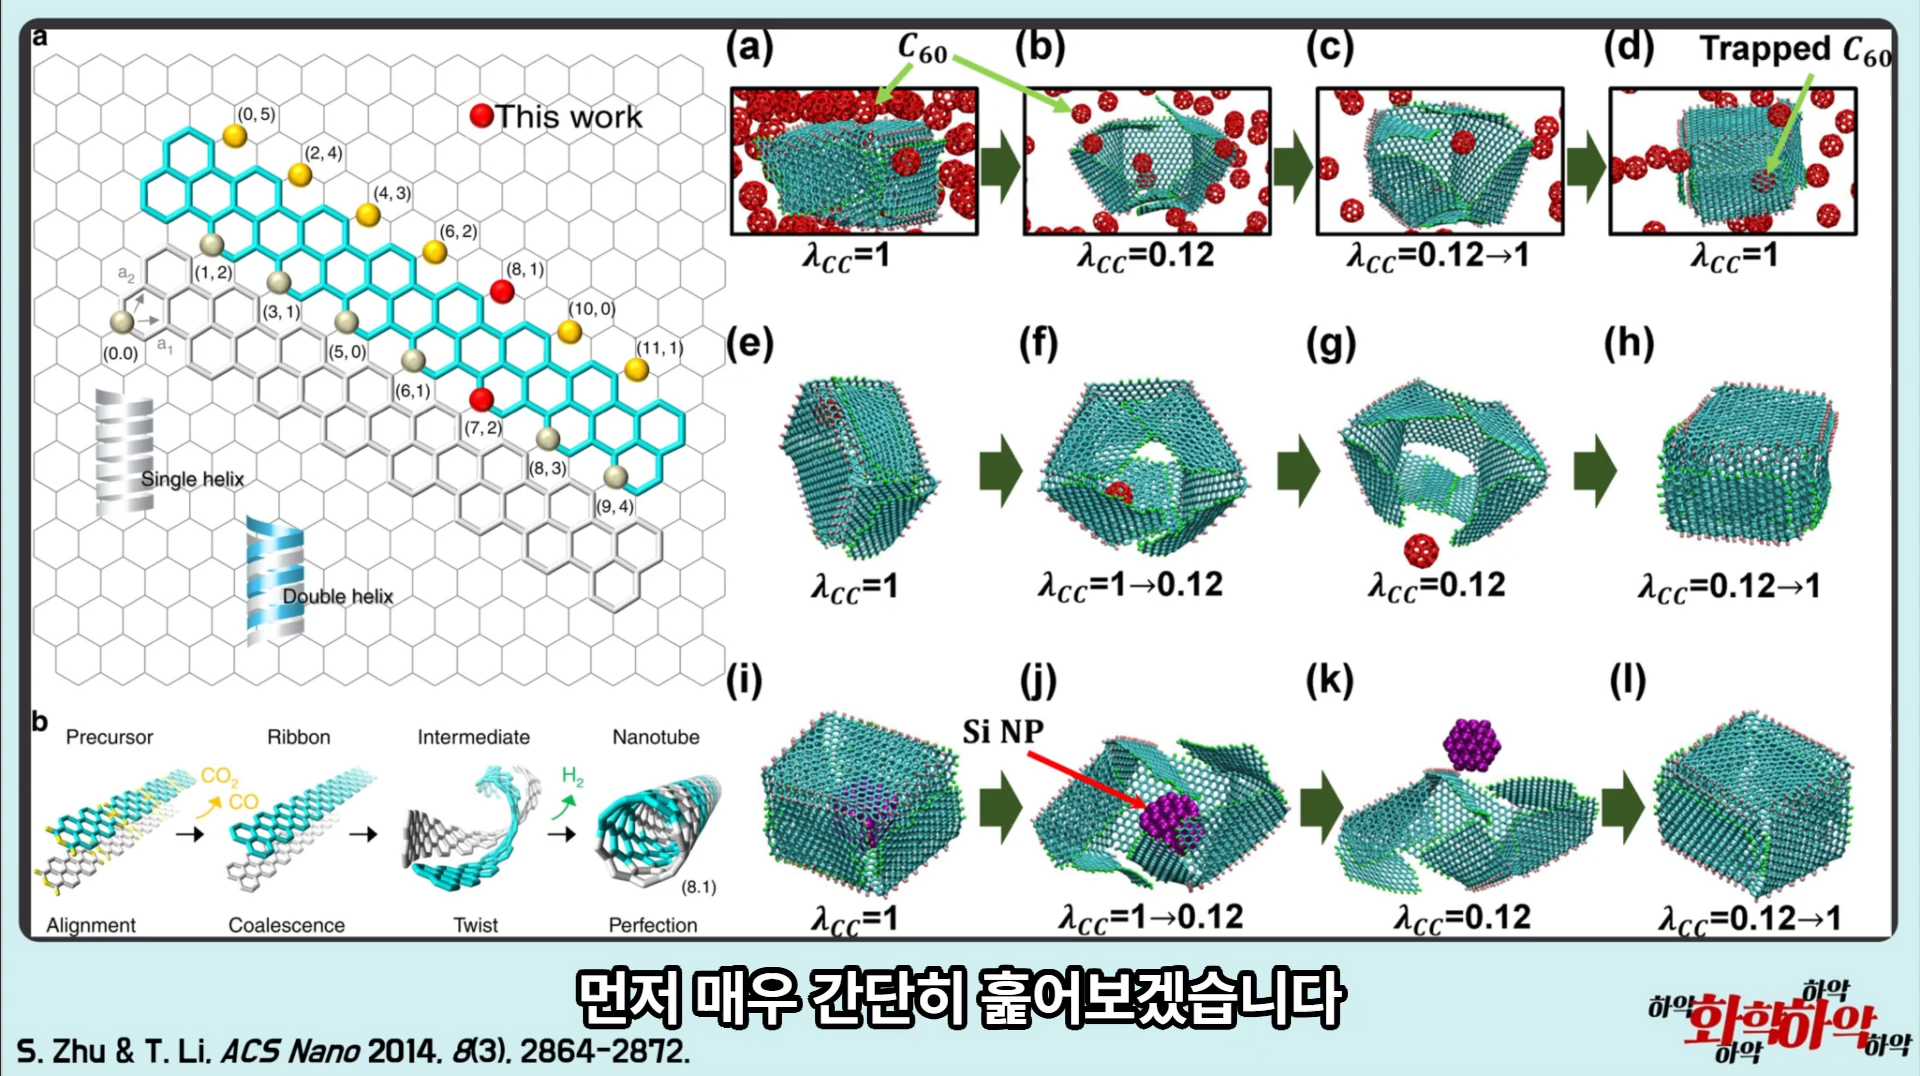 a
This work
(0, 5)
(2, 4)
(4, 3)
(6, 2)
(8, 1)
(10, 0)
(11, 1)
a₂
a₁
(0.0)
(1, 2)
(3, 1)
(5, 0)
(6,1)
(7, 2)
(8, 3)
(9, 4)
Single helix
Double helix
b
Precursor
Ribbon
Intermediate
Nanotube
CO₂
CO
H₂
(8.1)
Alignment
Coalescence
Twist
Perfection
(a)
C₆₀
(b)
(c)
(d)
Trapped C₆₀
λCC=1
λCC=0.12
λCC=0.12→1
λCC=1
(e)
(f)
(g)
(h)
λCC=1
λCC=1→0.12
λCC=0.12
λCC=0.12→1
(i)
(j)
(k)
(l)
Si NP
λCC=1
λCC=1→0.12
λCC=0.12
λCC=0.12→1
먼저 매우 간단히 훑어보겠습니다
S. Zhu & T. Li, ACS Nano 2014, 8(3), 2864-2872.
하악
하악
화학하악
하악
하악